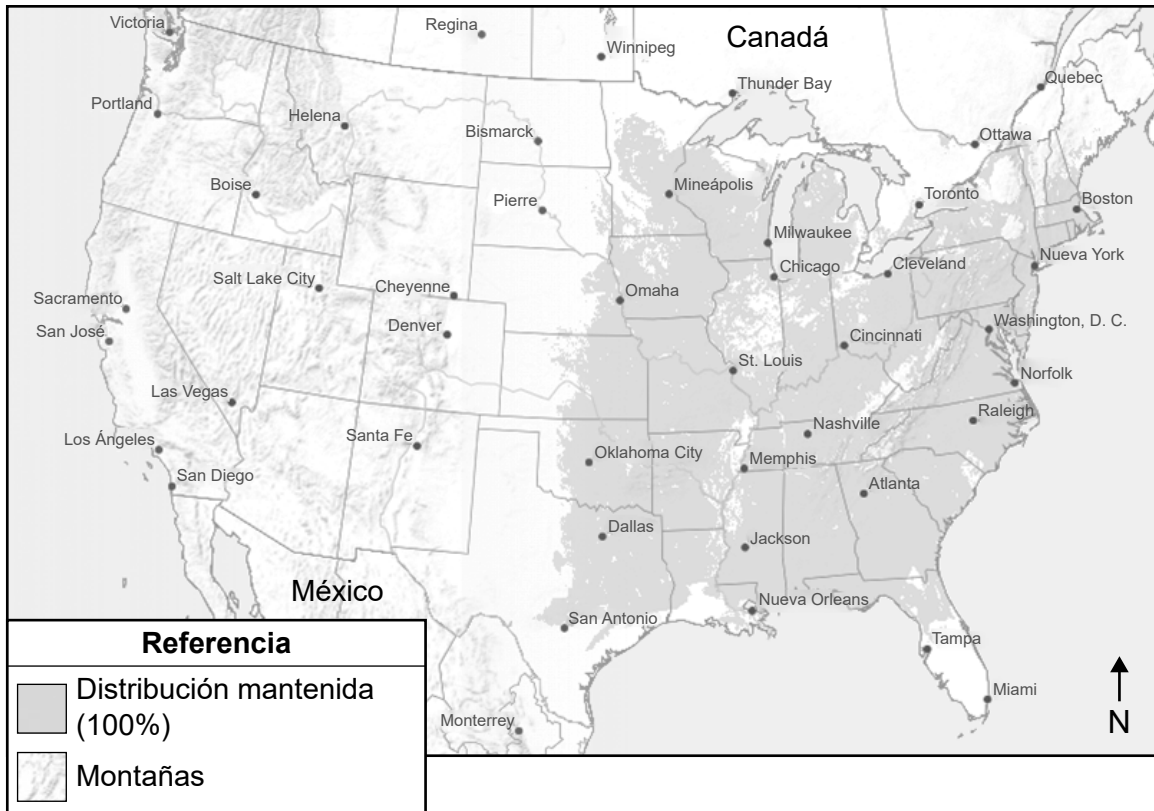 Victoria
Regina
Winnipeg
Canadá
Thunder Bay
Quebec
Portland
Helena
Bismarck
Ottawa
Boise
Pierre
Mineápolis
Toronto
Boston
Milwaukee
Nueva York
Salt Lake City
Cheyenne
Chicago
Cleveland
Sacramento
Omaha
San José
Denver
Cincinnati
Washington, D. C.
St. Louis
Norfolk
Las Vegas
Nashville
Raleigh
Los Ángeles
Santa Fe
Oklahoma City
Memphis
San Diego
Atlanta
Dallas
Jackson
México
Nueva Orleans
San Antonio
Tampa
Miami
Monterrey
N
Referencia
Distribución mantenida
(100%)
Montañas